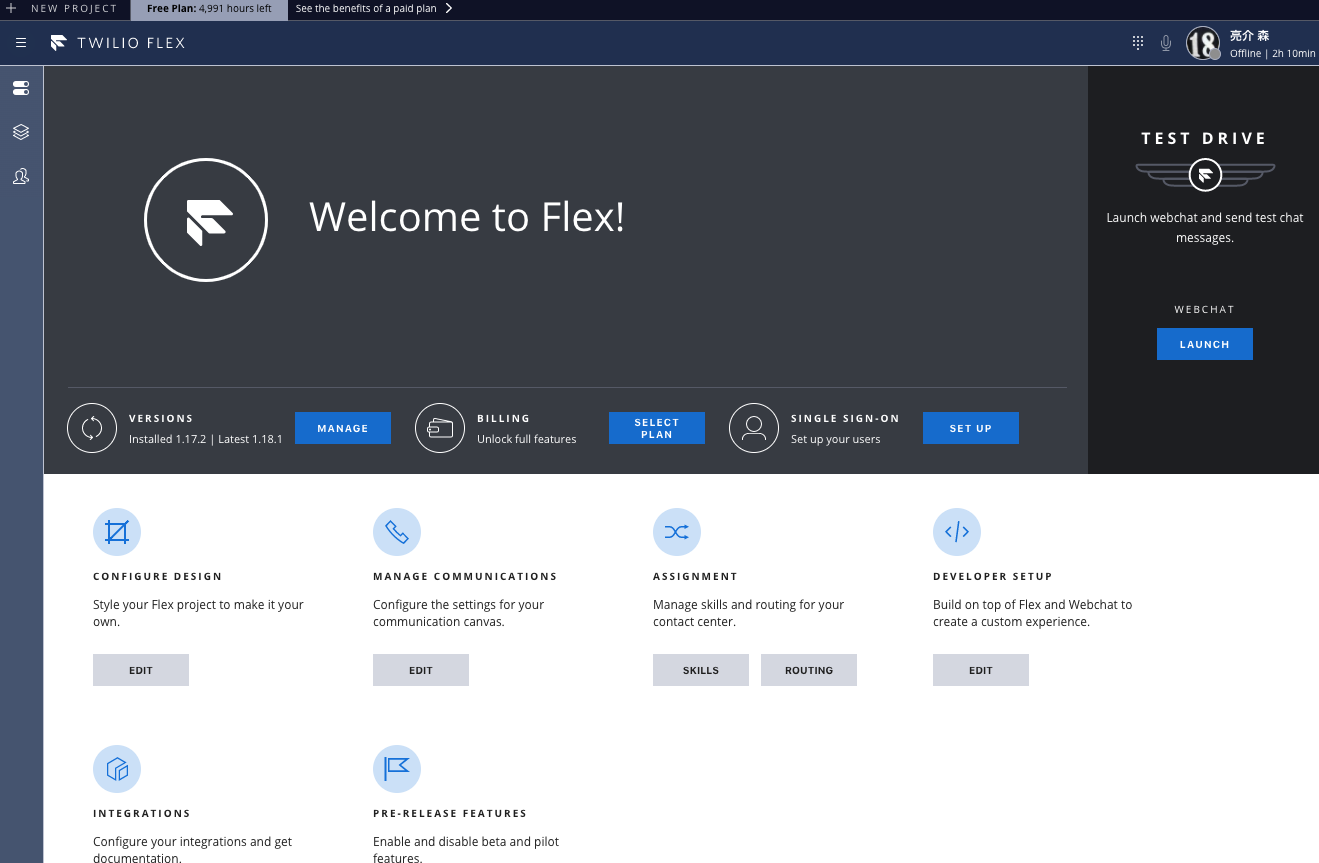 NEW PROJECT
Free Plan: 4,991 hours left
See the benefits of a paid plan
TWILIO FLEX
18
亮介 森
Offline | 2h 10min
Welcome to Flex!
TEST DRIVE
Launch webchat and send test chat
messages.
WEBCHAT
LAUNCH
VERSIONS
Installed 1.17.2 | Latest 1.18.1
MANAGE
BILLING
Unlock full features
SELECT
PLAN
SINGLE SIGN-ON
Set up your users
SET UP
CONFIGURE DESIGN
Style your Flex project to make it your
own.
EDIT
MANAGE COMMUNICATIONS
Configure the settings for your
communication canvas.
EDIT
ASSIGNMENT
Manage skills and routing for your
contact center.
SKILLS
ROUTING
DEVELOPER SETUP
Build on top of Flex and Webchat to
create a custom experience.
EDIT
INTEGRATIONS
Configure your integrations and get
documentation.
PRE-RELEASE FEATURES
Enable and disable beta and pilot
features.